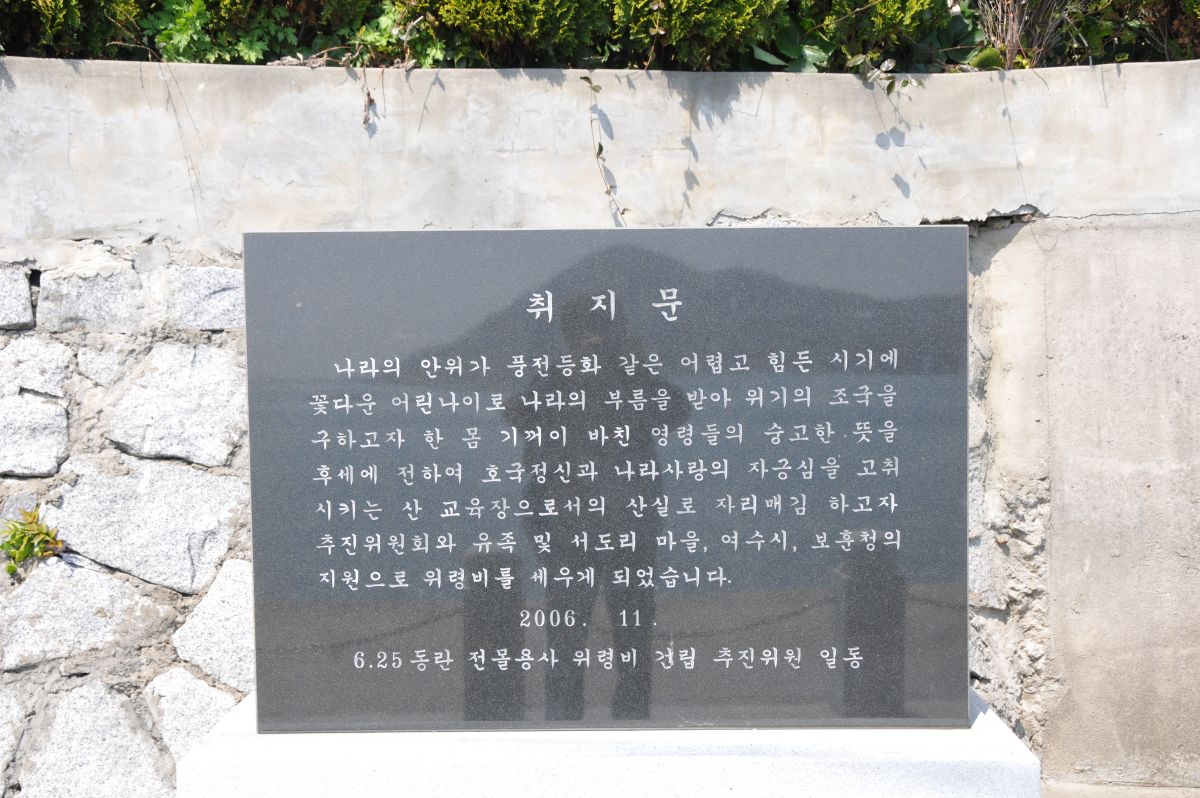 취 지 문
나라의 안위가 풍전등화 같은 어렵고 힘든 시기에
꽃다운 어린나이로 나라의 부름을 받아 위기의 조국을
구하고자 한 몸 기꺼이 바친 영령들의 숭고한 뜻을
후세에 전하여 호국정신과 나라사랑의 자긍심을 고취
시키는 산 교육장으로서의 산실로 자리매김 하고자
추진위원회와 유족 및 서도리 마을, 여수시, 보훈청의
지원으로 위령비를 세우게 되었습니다.
2006. 11.
6.25동란 전몰용사 위령비 건립 추진위원 일동